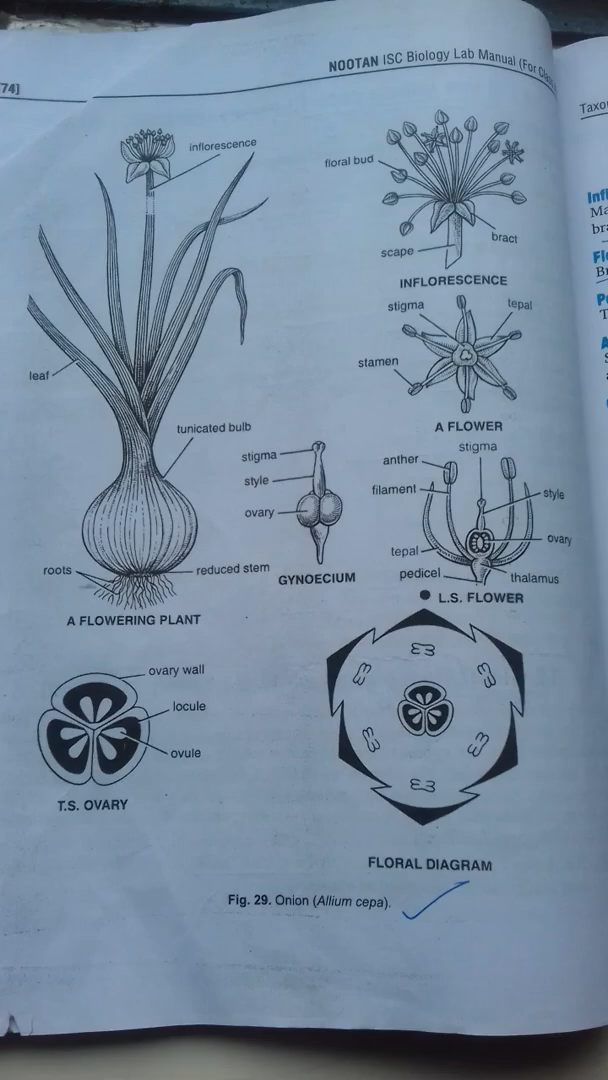 74]
NOOTAN ISC Biology Lab Manual (For
inflorescence
leaf
tunicated bulb
roots
reduced stem
A FLOWERING PLANT
floral bud
bract
scape
INFLORESCENCE
stigma
tepal
stamen
A FLOWER
stigma
style
ovary
GYNOECIUM
stigma
anther
filament
style
ovary
tepal
pedicel
thalamus
L.S. FLOWER
ovary wall
locule
ovule
T.S. OVARY
FLORAL DIAGRAM
Fig. 29. Onion (Allium cepa).